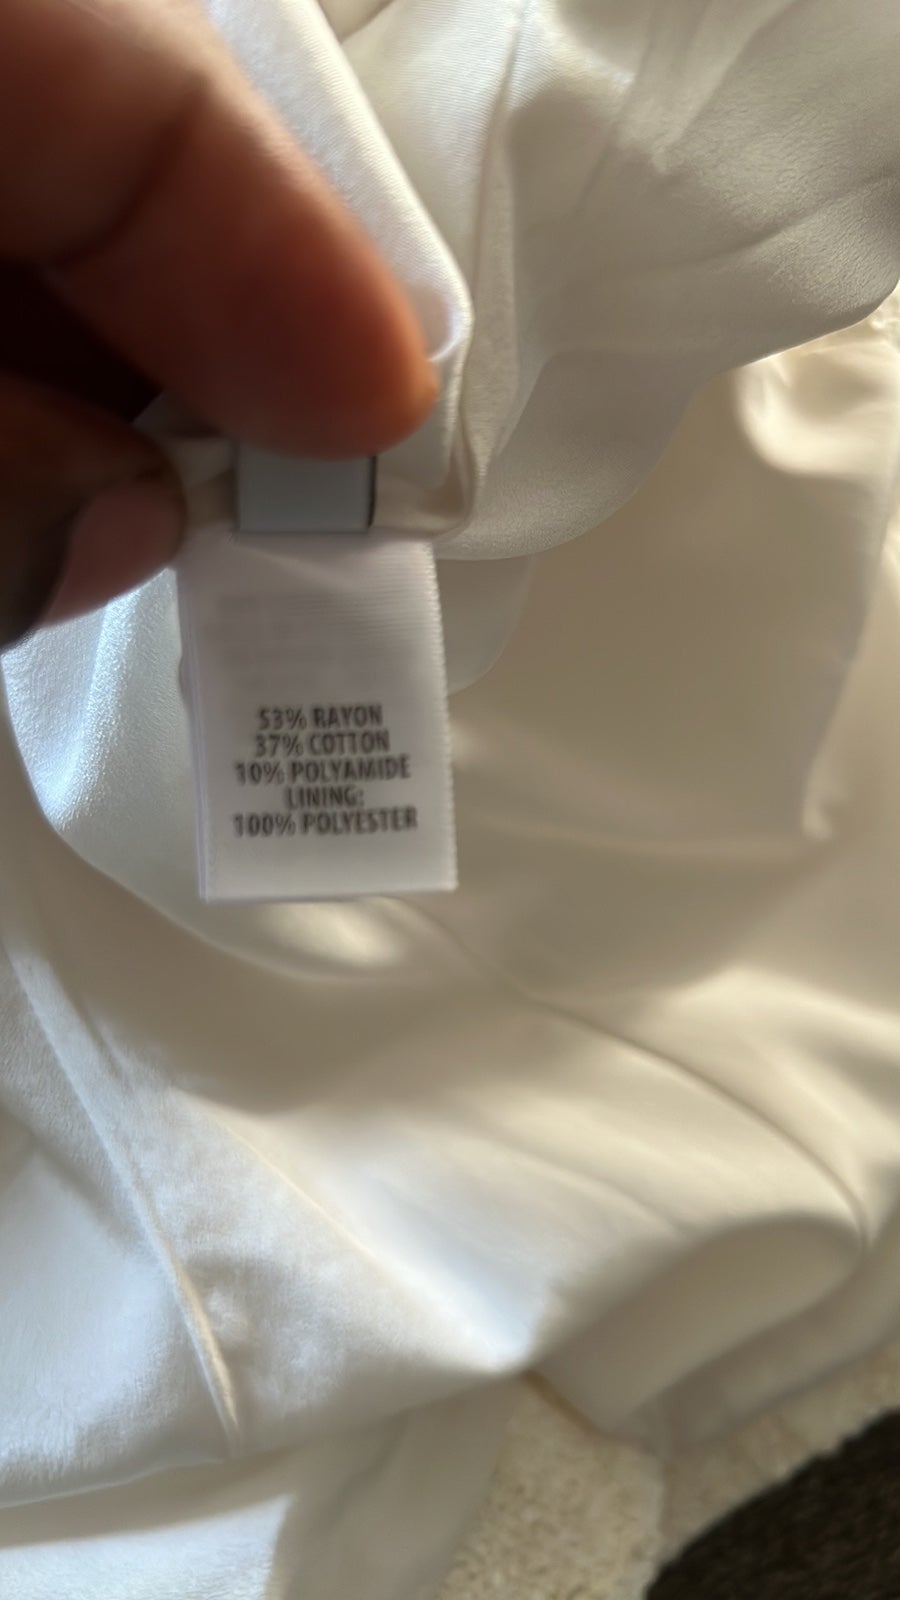 53% RAYON
37% COTTON
10% POLYAMIDE
LINING:
100% POLYESTER